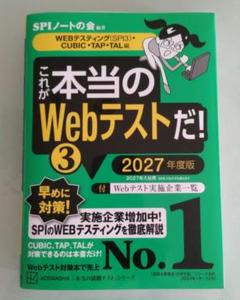 SPIノートの会 編著
WEBテスティング(SPI3)・
CUBIC・TAP・TAL編
これが
本当の
Webテストだ!
3
2027年度版
付 Webテスト実施企業一覧
早めに
対策!
実施企業増加中!
SPIのWEBテスティングを徹底解説
CUBIC、TAP、TALが
対策できるのは本書だけ!
Webテスト対策本で売上
No.1
KODANSHA